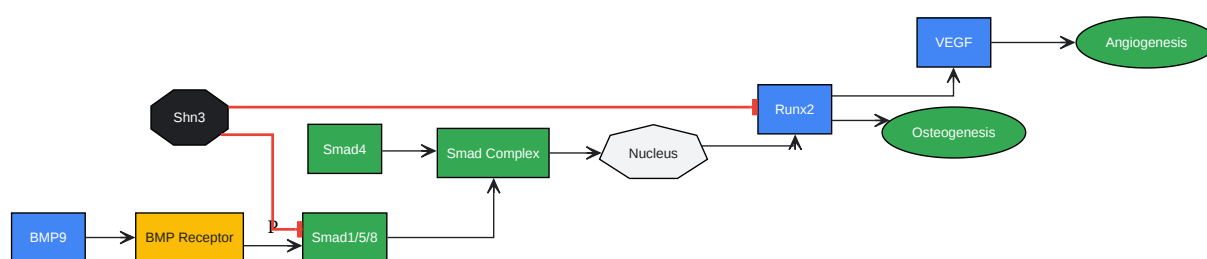 VEGF
Angiogenesis
Shn3
Runx2
Osteogenesis
Smad4
Smad Complex
Nucleus
P
BMP9
BMP Receptor
Smad1/5/8